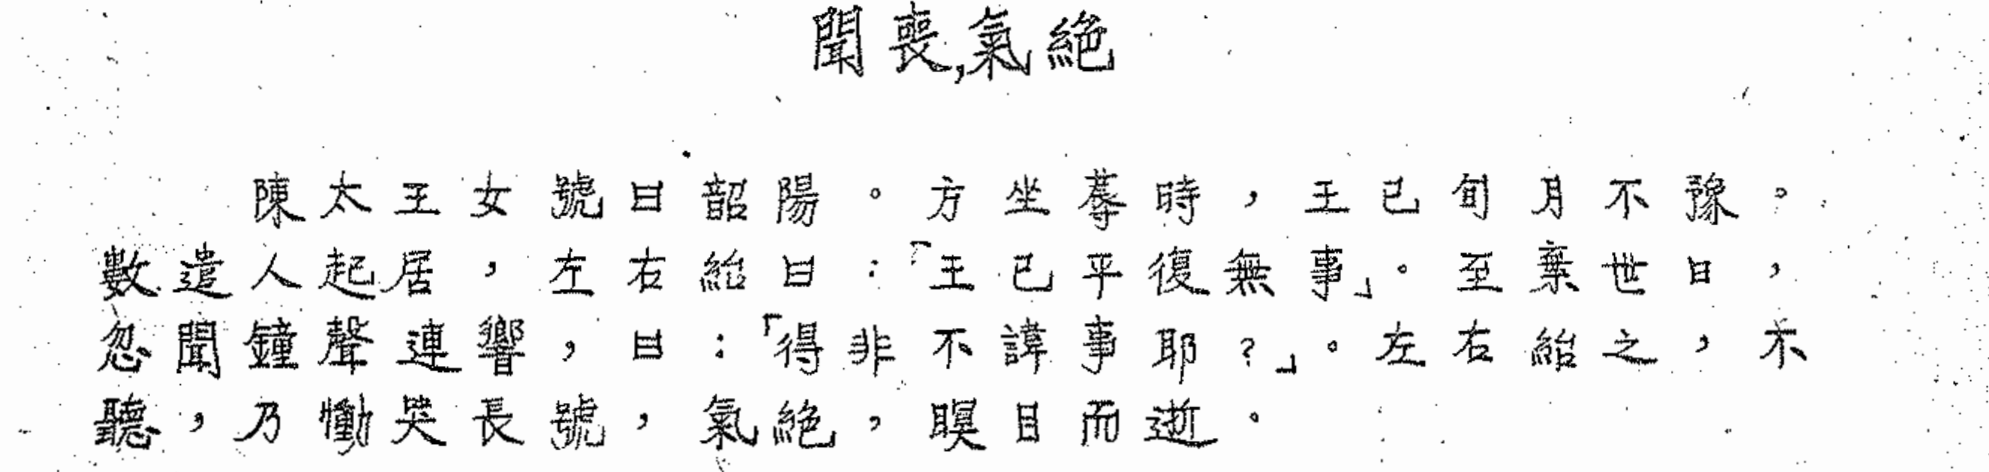 聞喪,氣絕
陳太王女號曰韶陽。方坐蓐時，王已旬月不豫。
數遣人起居，左右紿曰：「王已平復無事」。至棄世日，
忽聞鐘聲連響，曰：「得非不諱事耶？」。左右紿之，不
聽，乃慟哭長號，氣絕，瞑目而逝。